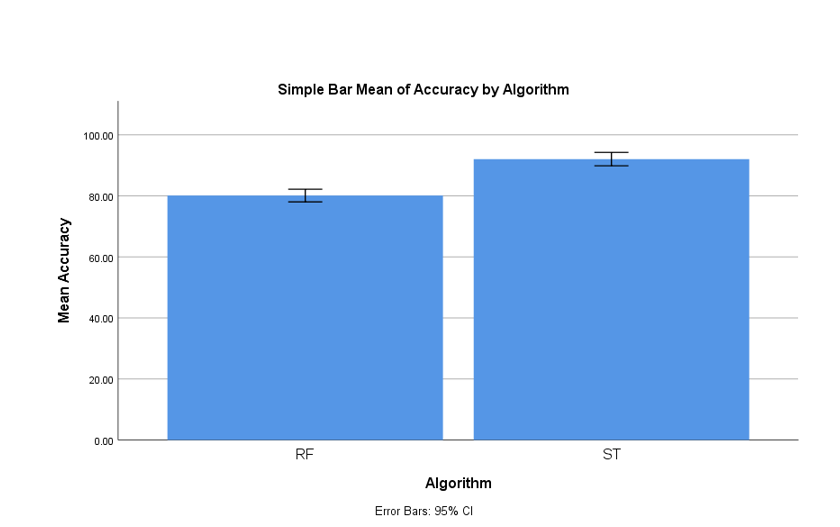 Simple Bar Mean of Accuracy by Algorithm
100.00
80.00
60.00
40.00
20.00
0.00
Mean Accuracy
RF
ST
Algorithm
Error Bars: 95% CI